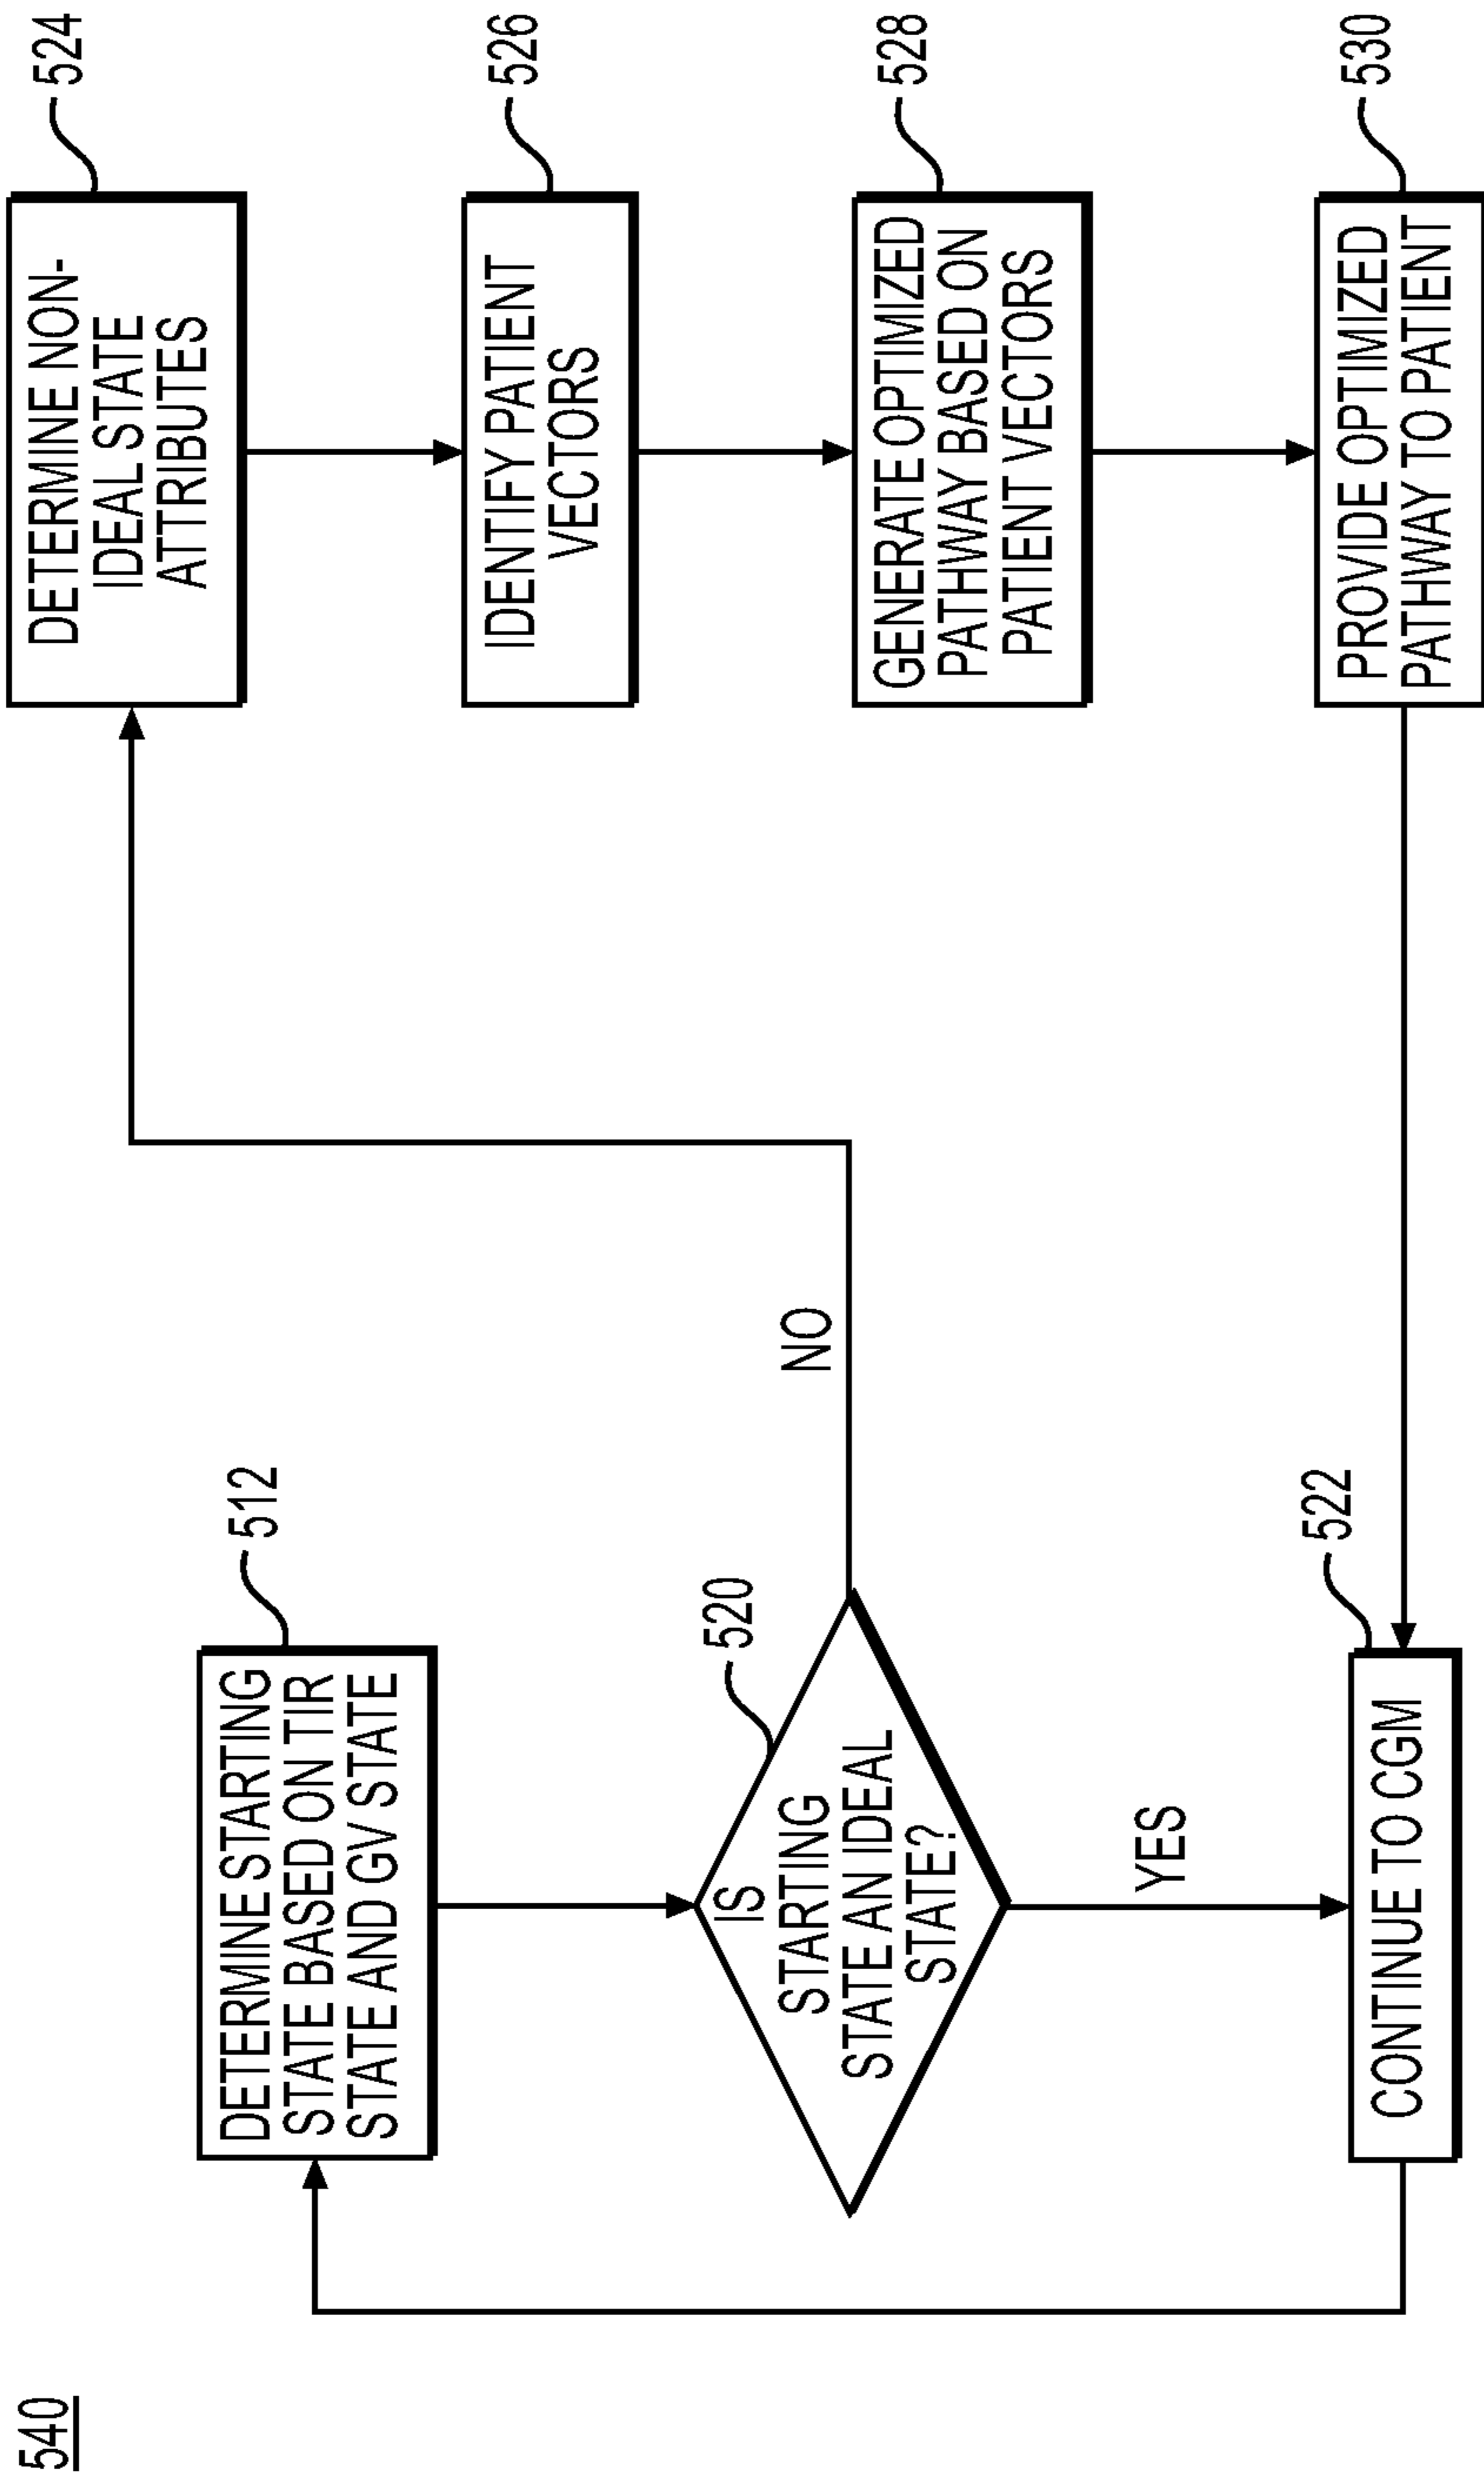 540
512
DETERMINE STARTING
STATE BASED ON TIR
STATE AND GV STATE
520
IS
STARTING
STATE AN IDEAL
STATE?
NO
YES
522
CONTINUE TO CGM
524
DETERMINE NON-
IDEAL STATE
ATTRIBUTES
526
IDENTIFY PATIENT
VECTORS
528
GENERATE OPTIMIZED
PATHWAY BASED ON
PATIENT VECTORS
530
PROVIDE OPTIMIZED
PATHWAY TO PATIENT